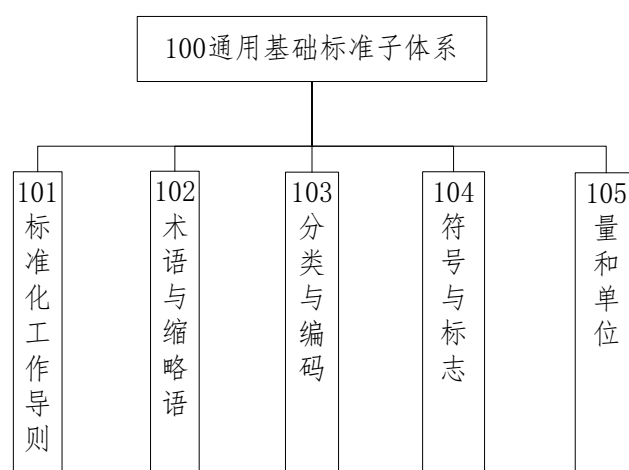 100通用基础标准子体系
101标准化工作导则
102术语与缩略语
103分类与编码
104符号与标志
105量和单位